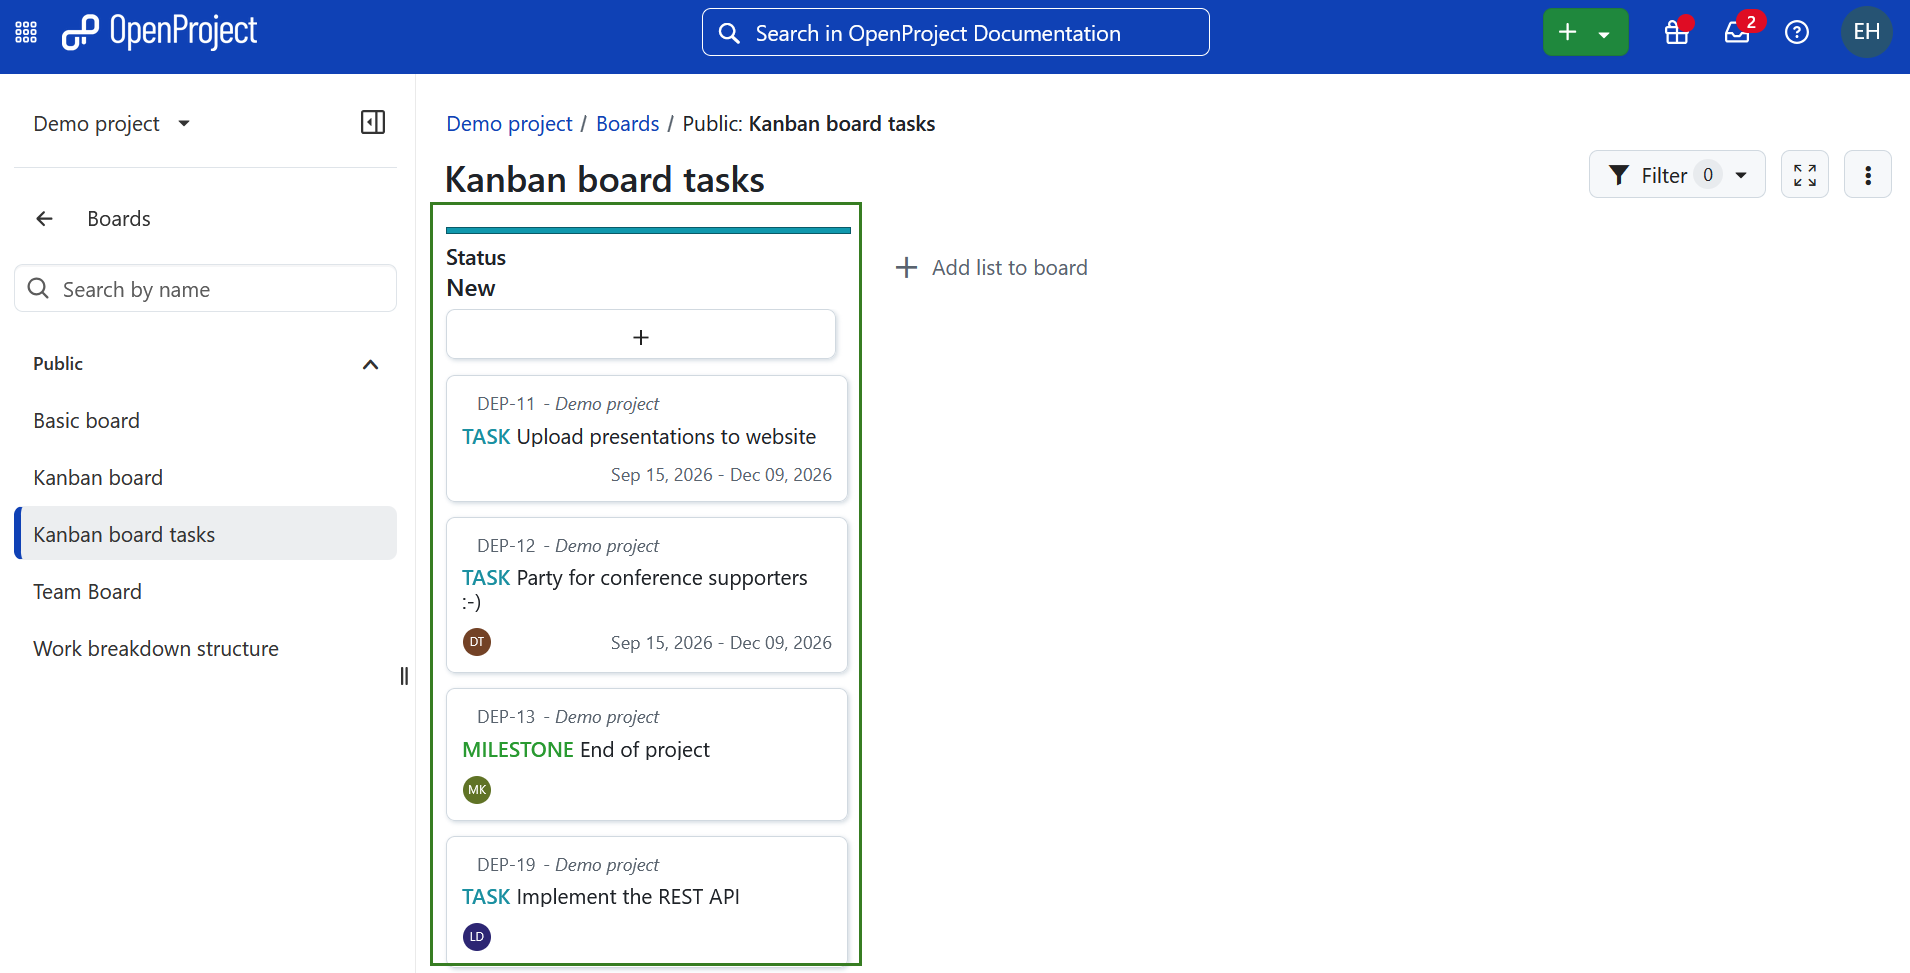 OpenProject
Search in OpenProject Documentation
2
EH
Demo project
Boards
Search by name
Public
Basic board
Kanban board
Kanban board tasks
Team Board
Work breakdown structure
Demo project / Boards / Public: Kanban board tasks
Kanban board tasks
Filter 0
Status
New
+
Add list to board
DEP-11 - Demo project
TASK Upload presentations to website
Sep 15, 2026 - Dec 09, 2026
DEP-12 - Demo project
TASK Party for conference supporters
:-)
DT
Sep 15, 2026 - Dec 09, 2026
DEP-13 - Demo project
MILESTONE End of project
MK
DEP-19 - Demo project
TASK Implement the REST API
LD